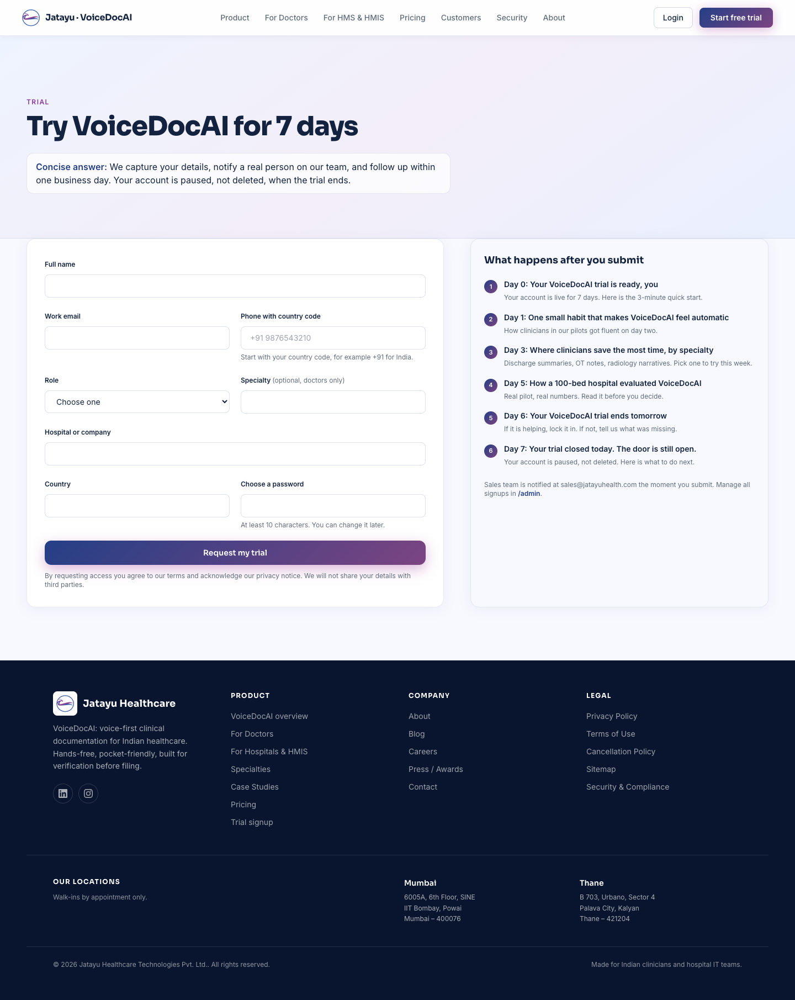 Jatayu · VoiceDocAI
Product
For Doctors
For HMS & HMIS
Pricing
Customers
Security
About
Login
Start free trial
TRIAL
Try VoiceDocAI for 7 days
Concise answer: We capture your details, notify a real person on our team, and follow up within
one business day. Your account is paused, not deleted, when the trial ends.
Full name
Work email
Phone with country code
+91 9876543210
Start with your country code, for example +91 for India.
Role
Choose one
Specialty (optional, doctors only)
Hospital or company
Country
Choose a password
At least 10 characters. You can change it later.
Request my trial
By requesting access you agree to our terms and acknowledge our privacy notice. We will not share your details with
third parties.
What happens after you submit
1
Day 0: Your VoiceDocAI trial is ready, you
Your account is live for 7 days. Here is the 3-minute quick start.
2
Day 1: One small habit that makes VoiceDocAI feel automatic
How clinicians in our pilots got fluent on day two.
3
Day 3: Where clinicians save the most time, by specialty
Discharge summaries, OT notes, radiology narratives. Pick one to try this week.
4
Day 5: How a 100-bed hospital evaluated VoiceDocAI
Real pilot, real numbers. Read it before you decide.
5
Day 6: Your VoiceDocAI trial ends tomorrow
If it is helping, lock it in. If not, tell us what was missing.
6
Day 7: Your trial closed today. The door is still open.
Your account is paused, not deleted. Here is what to do next.
Sales team is notified at sales@jatayuhealth.com the moment you submit. Manage all
signups in /admin.
Jatayu Healthcare
VoiceDocAI: voice-first clinical
documentation for Indian healthcare.
Hands-free, pocket-friendly, built for
verification before filing.
PRODUCT
VoiceDocAI overview
For Doctors
For Hospitals & HMIS
Specialties
Case Studies
Pricing
Trial signup
COMPANY
About
Blog
Careers
Press / Awards
Contact
LEGAL
Privacy Policy
Terms of Use
Cancellation Policy
Sitemap
Security & Compliance
OUR LOCATIONS
Walk-ins by appointment only.
Mumbai
6005A, 6th Floor, SINE
IIT Bombay, Powai
Mumbai – 400076
Thane
B 703, Urbano, Sector 4
Palava City, Kalyan
Thane – 421204
© 2026 Jatayu Healthcare Technologies Pvt. Ltd.. All rights reserved.
Made for Indian clinicians and hospital IT teams.